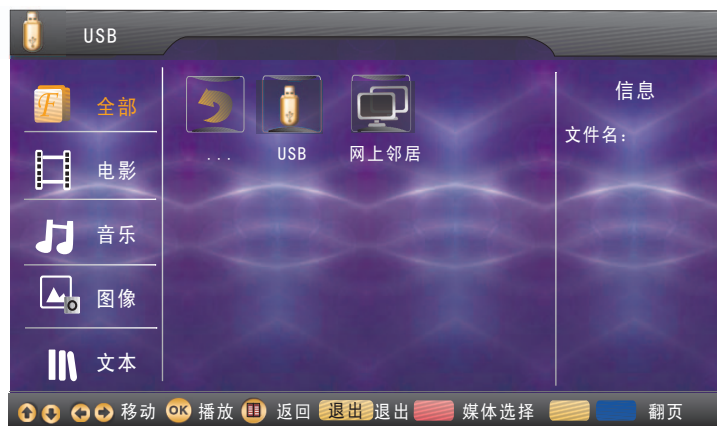 USB
全部
电影
音乐
图像
文本
... USB 网上邻居
信息
文件名：
移动 OK 播放 返回 退出 退出 媒体选择 翻页